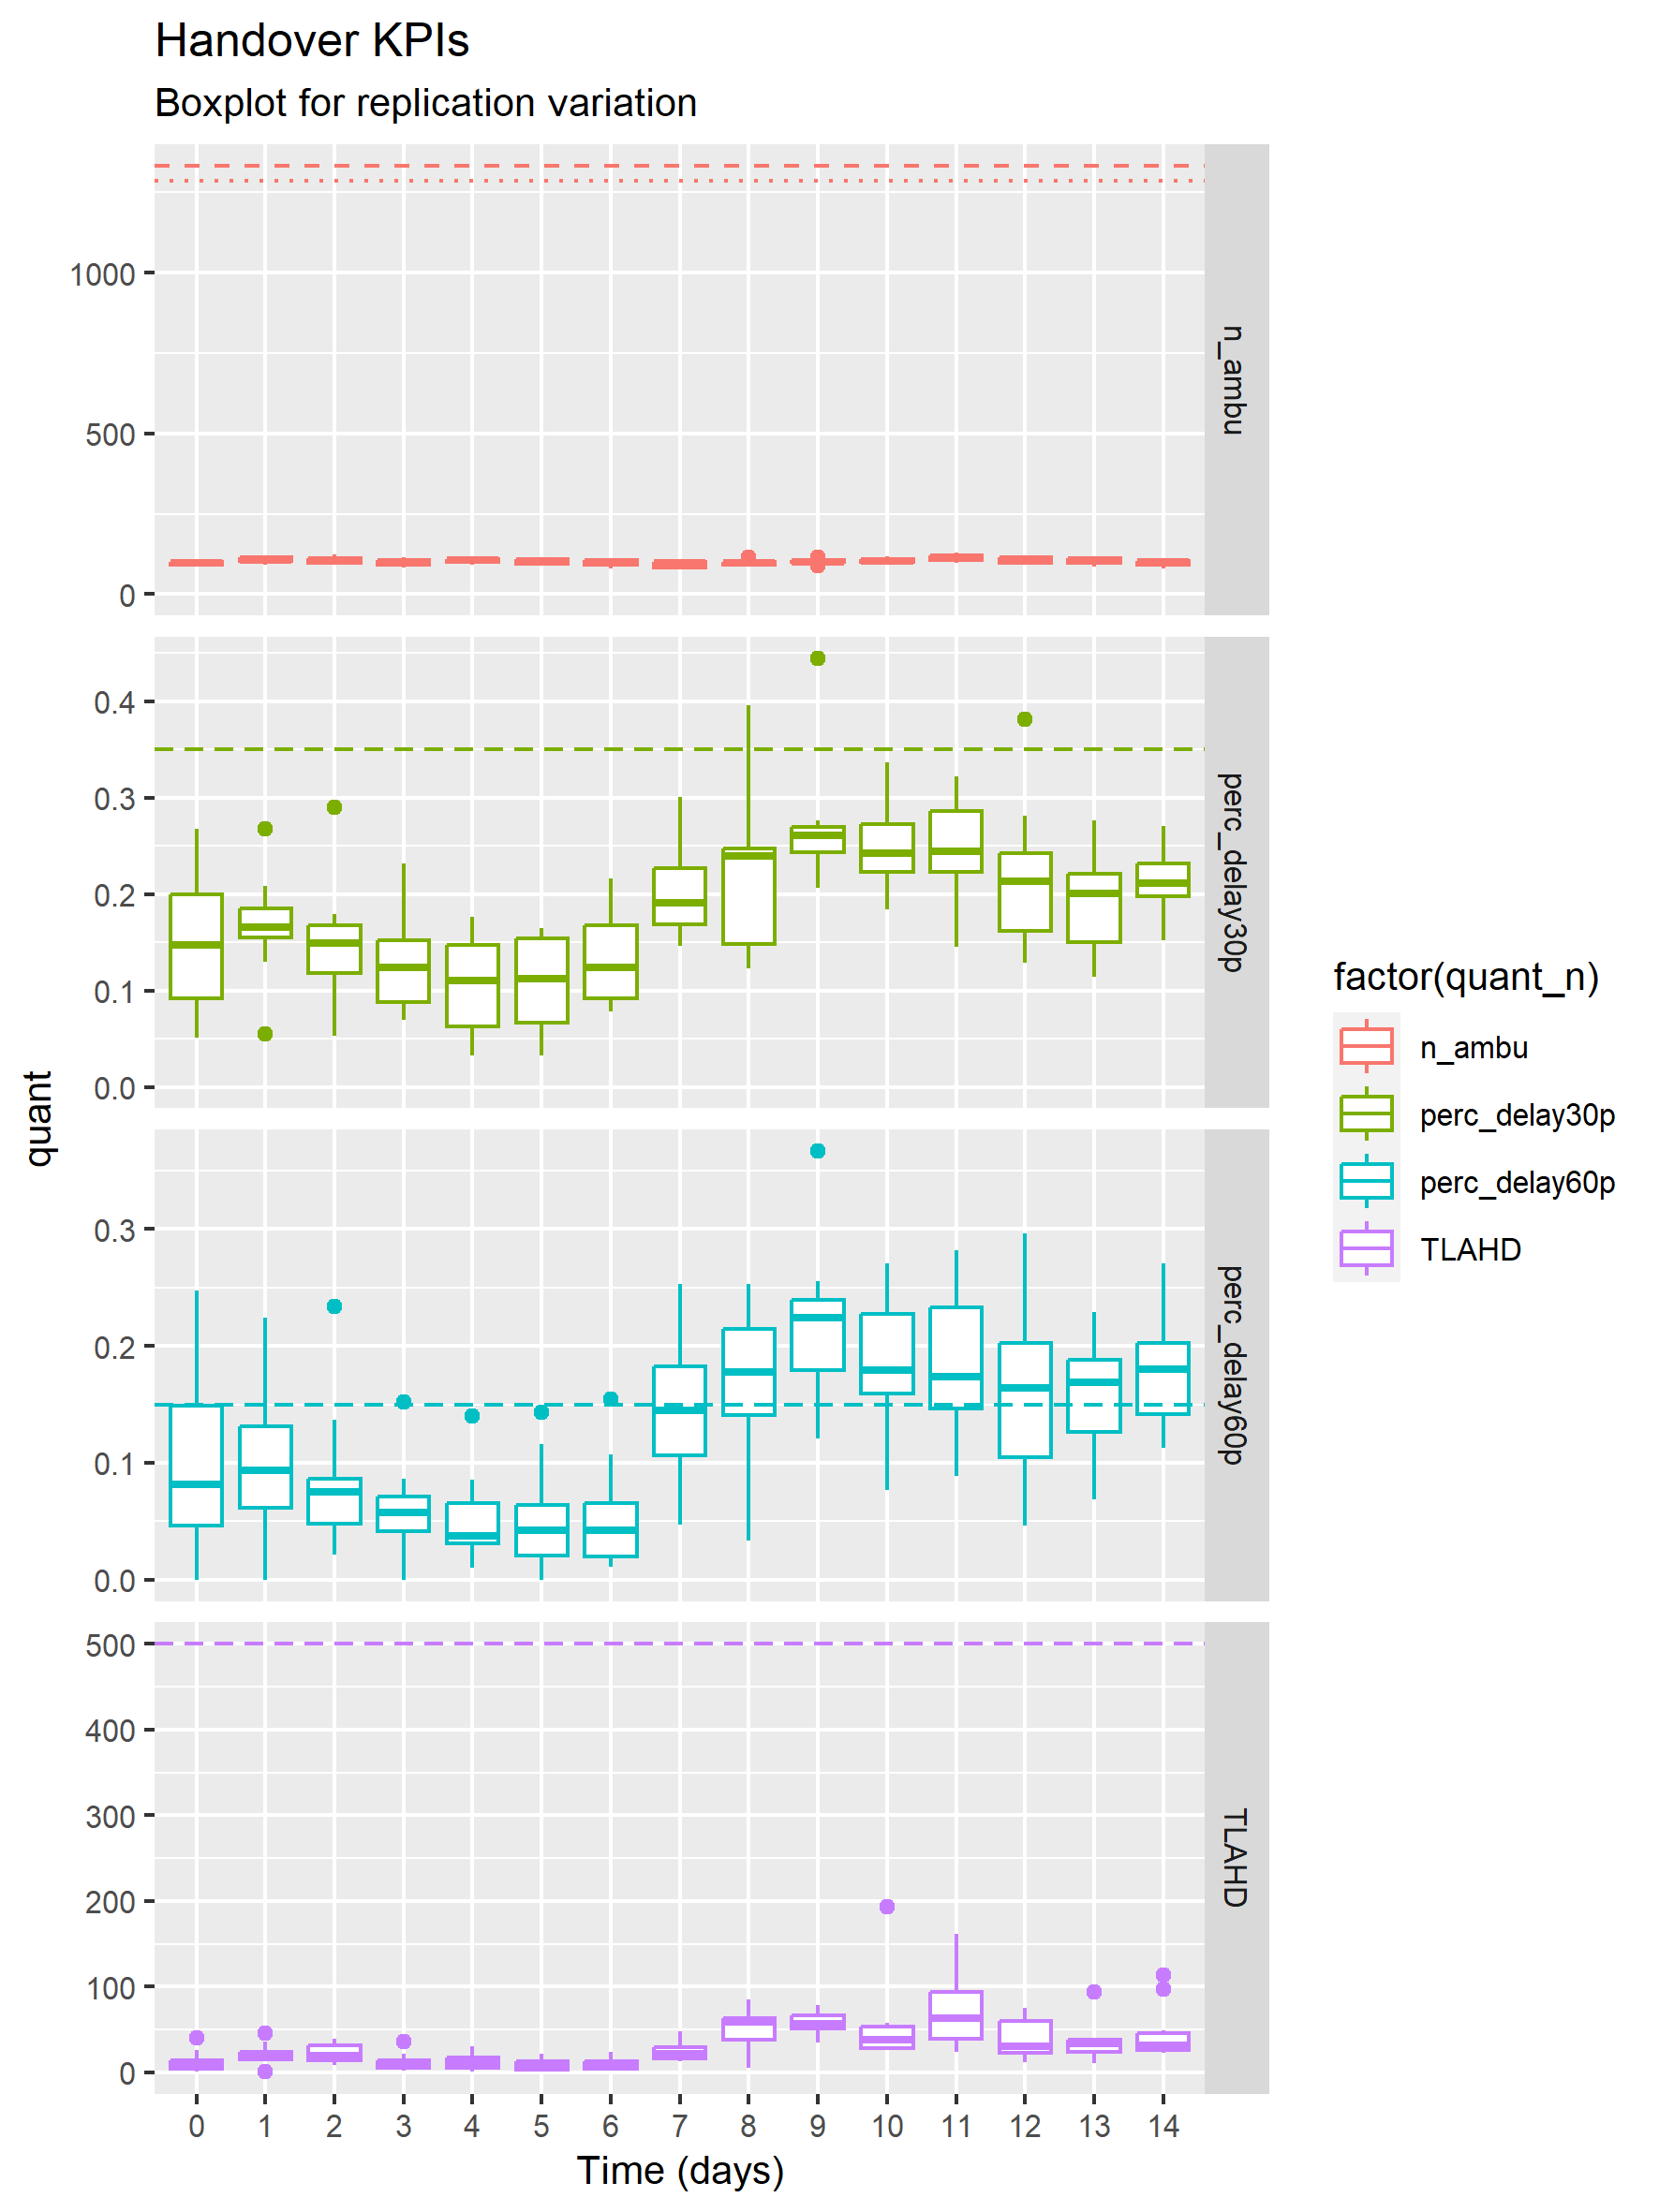 Handover KPIs
Boxplot for replication variation
1000
500
0
n_ambu
0.4
0.3
0.2
0.1
0.0
perc_delay30p
0.3
0.2
0.1
0.0
perc_delay60p
500
400
300
200
100
0
TLAHD
0 1 2 3 4 5 6 7 8 9 10 11 12 13 14
Time (days)
quant
factor(quant_n)
n_ambu
perc_delay30p
perc_delay60p
TLAHD